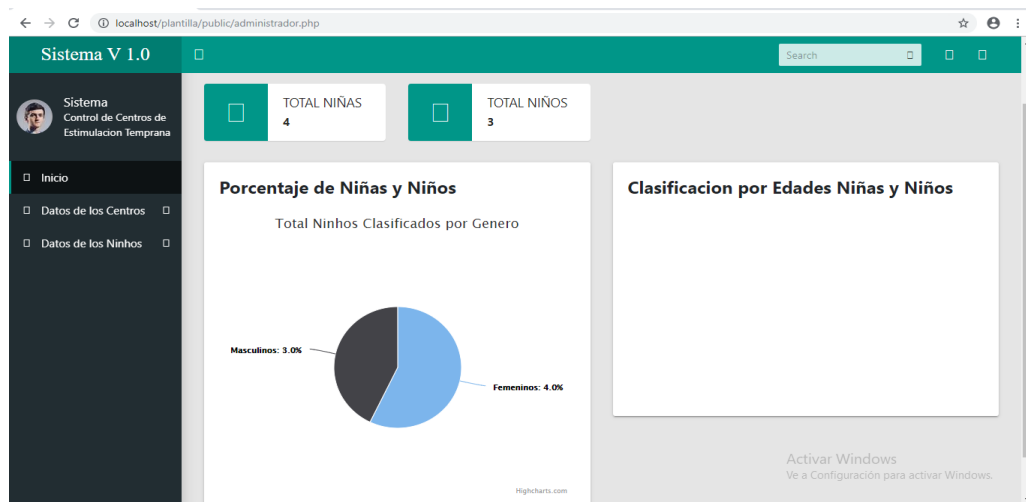 localhost/plantilla/public/administrador.php
Sistema V 1.0
Search
Sistema
Control de Centros de
Estimulacion Temprana
Inicio
Datos de los Centros
Datos de los Ninhos
TOTAL NIÑAS
4
TOTAL NIÑOS
3
Porcentaje de Niñas y Niños
Total Ninhos Clasificados por Genero
Masculinos: 3.0%
Femeninos: 4.0%
Highcharts.com
Clasificacion por Edades Niñas y Niños
Activar Windows
Ve a Configuración para activar Windows.